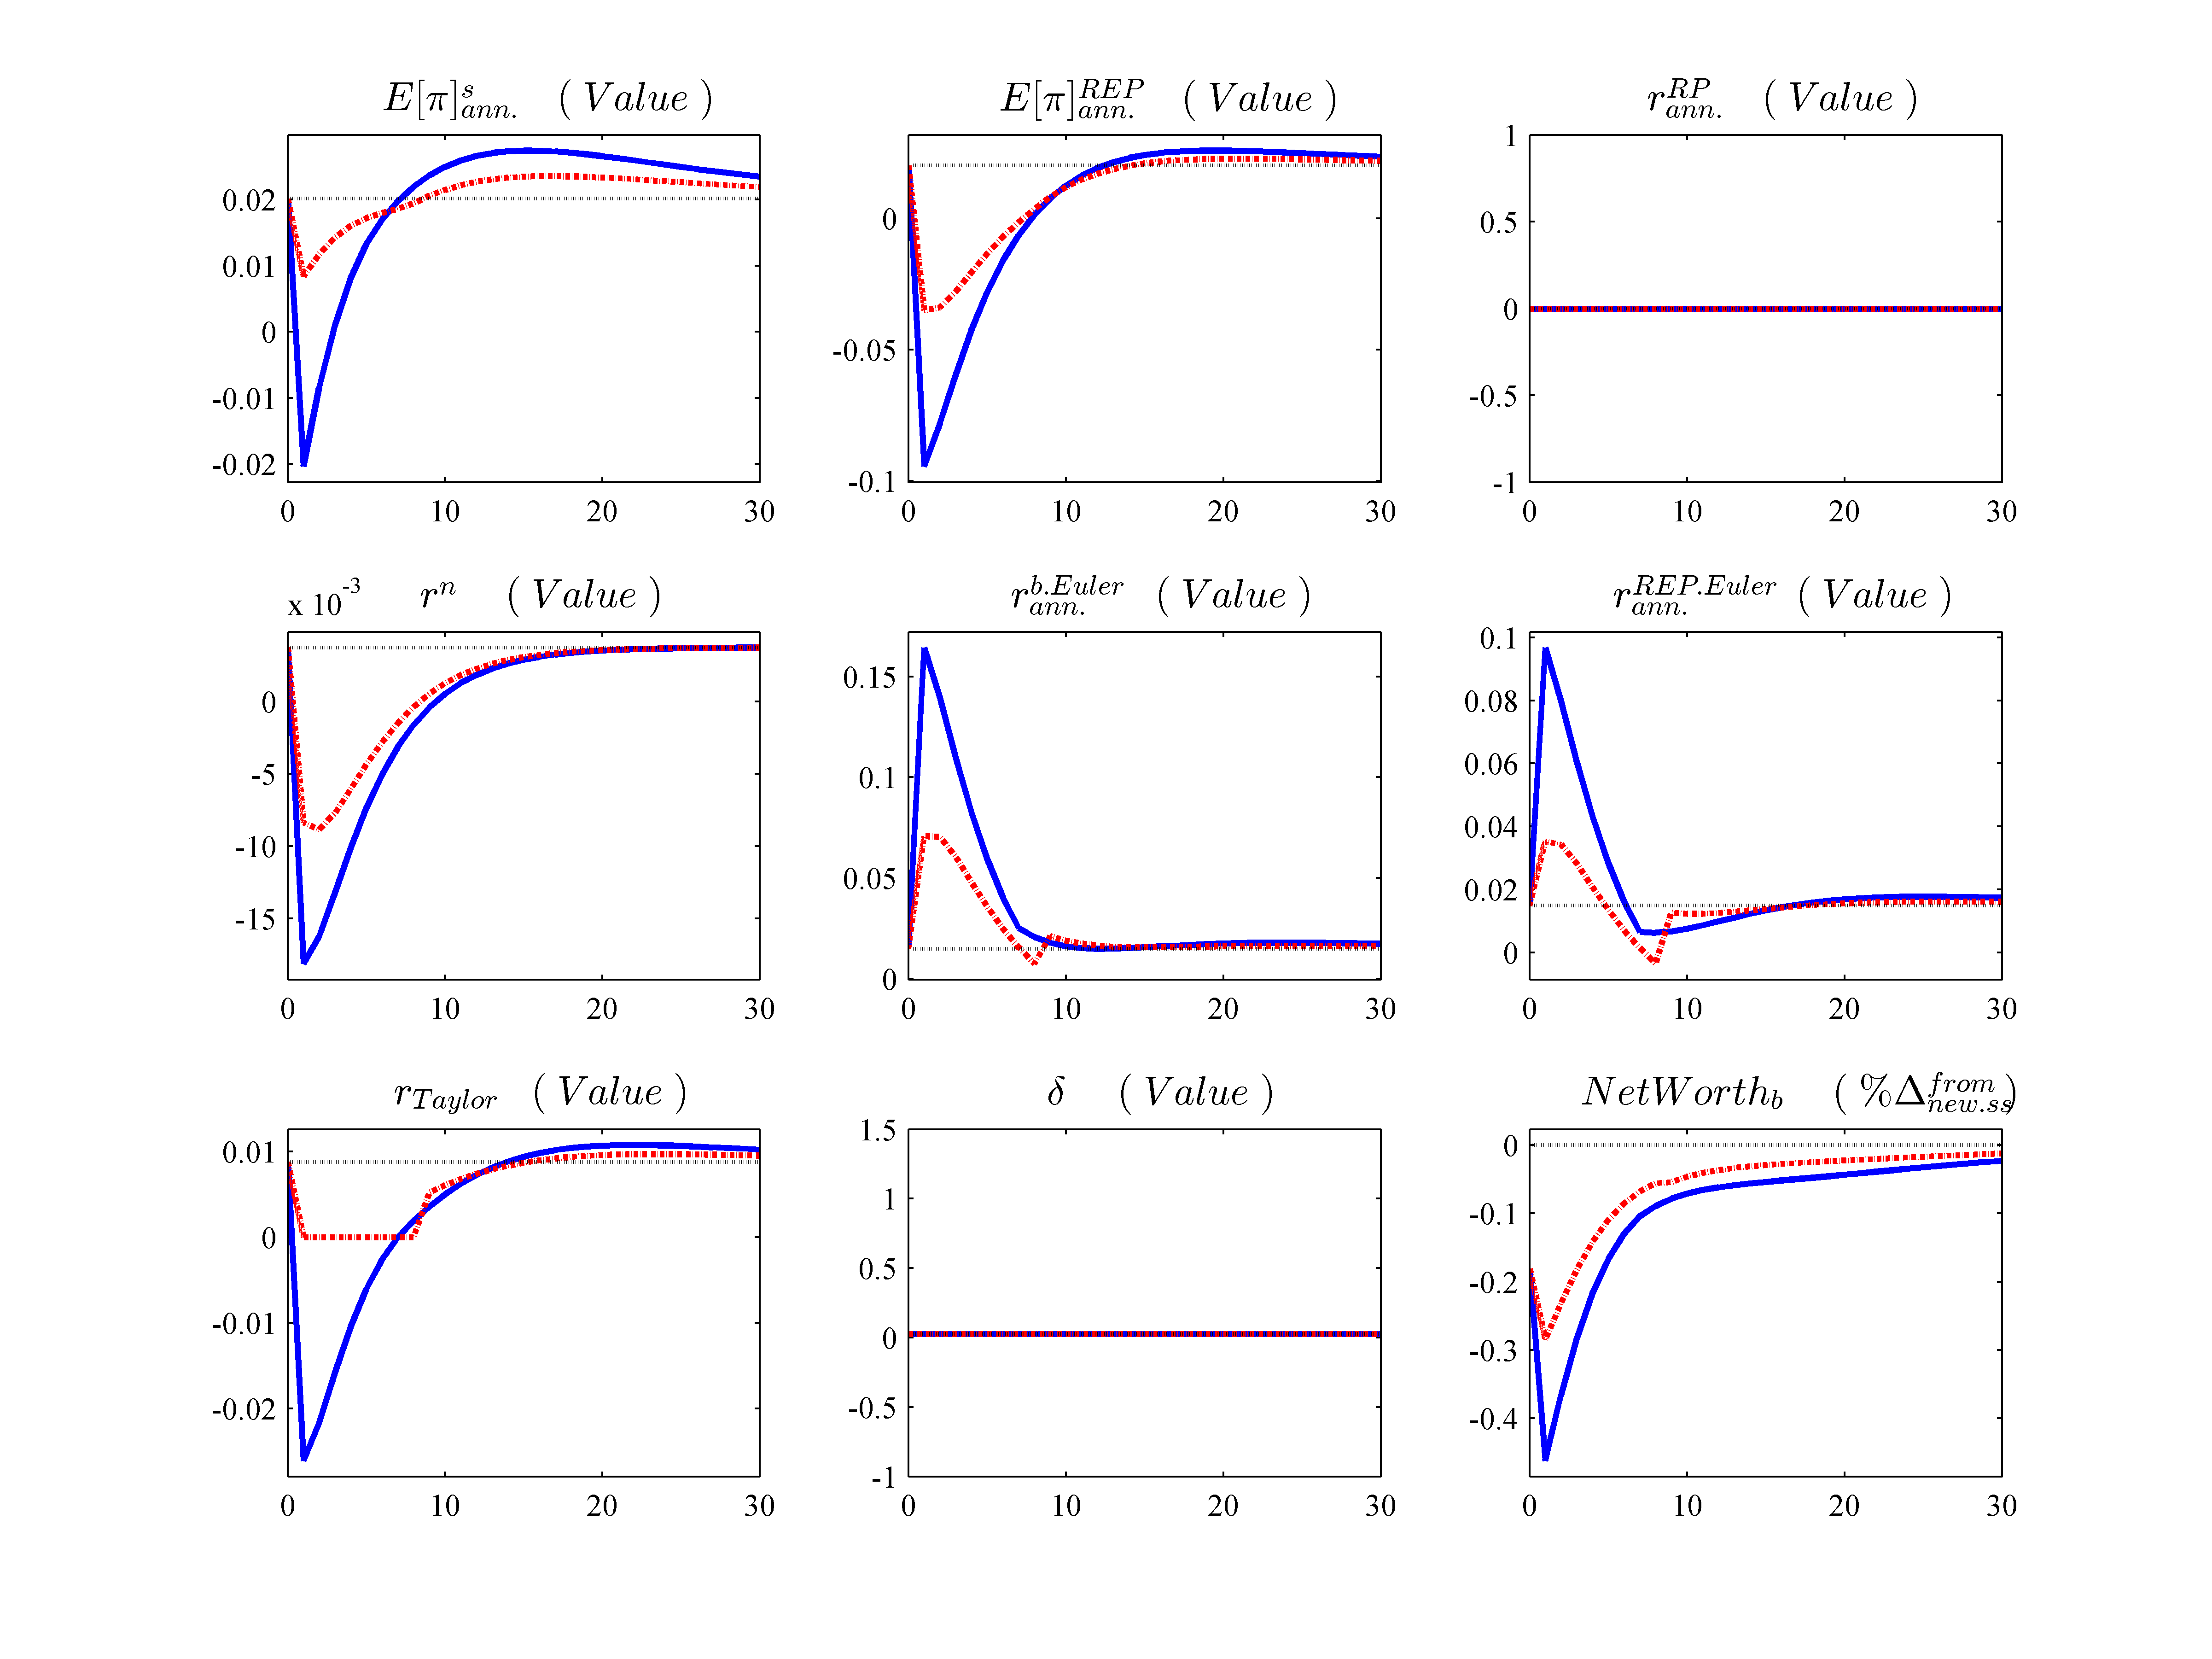 E[π]^s_ann. ( Value ) E[π]^REP_ann. ( Value ) r^RP_ann. ( Value )
0.02 0.01 0 -0.01 -0.02
0 10 20 30
0 -0.05 -0.1
0 10 20 30
1 0.5 0 -0.5 -1
0 10 20 30
x 10^-3 r^n ( Value ) r^b.Euler_ann. ( Value ) r^REP.Euler_ann. ( Value )
0 -5 -10 -15
0 10 20 30
0.15 0.1 0.05 0
0 10 20 30
0.1 0.08 0.06 0.04 0.02 0
0 10 20 30
r_Taylor ( Value ) δ ( Value ) NetWorth_b ( %Δ^from_new.ss )
0.01 0 -0.01 -0.02
0 10 20 30
1.5 1 0.5 0 -0.5 -1
0 10 20 30
0 -0.1 -0.2 -0.3 -0.4
0 10 20 30